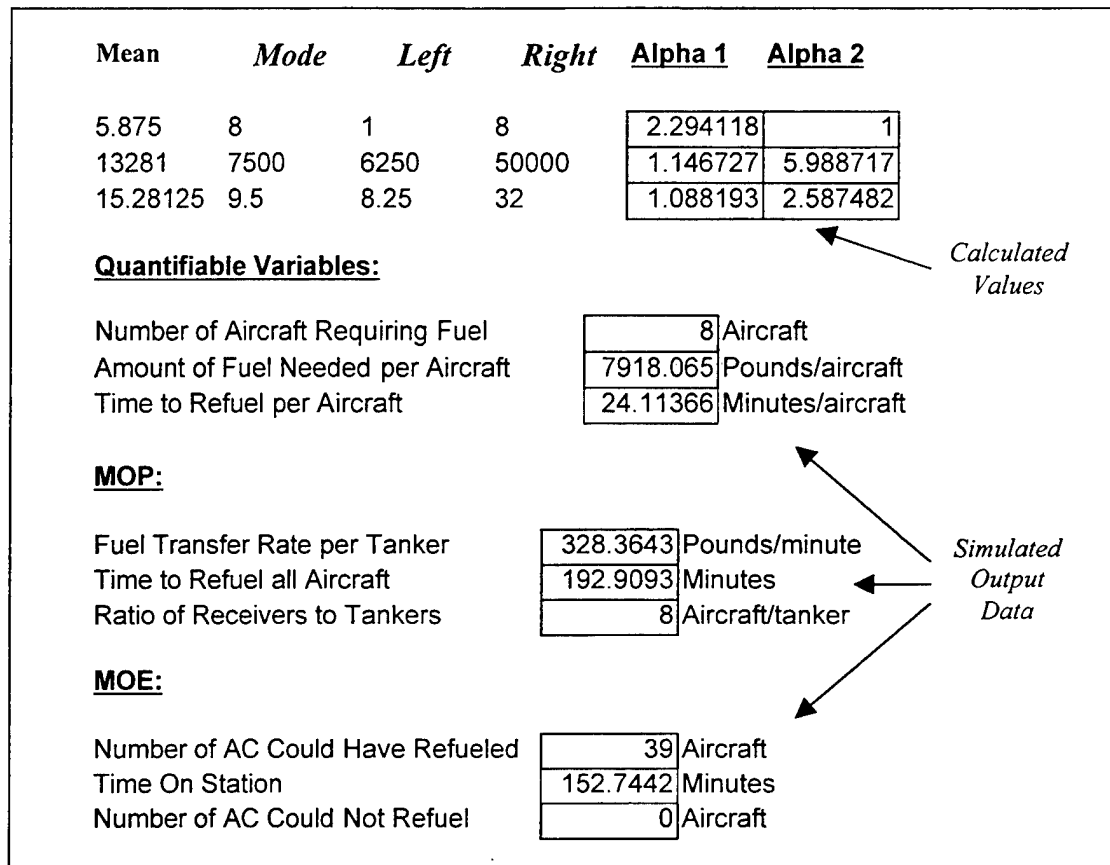 Mean Mode Left Right Alpha 1 Alpha 2
5.875 8 1 8 2.294118 1
13281 7500 6250 50000 1.146727 5.988717
15.28125 9.5 8.25 32 1.088193 2.587482
Calculated
Values
Quantifiable Variables:
Number of Aircraft Requiring Fuel 8 Aircraft
Amount of Fuel Needed per Aircraft 7918.065 Pounds/aircraft
Time to Refuel per Aircraft 24.11366 Minutes/aircraft
MOP:
Fuel Transfer Rate per Tanker 328.3643 Pounds/minute
Time to Refuel all Aircraft 192.9093 Minutes
Ratio of Receivers to Tankers 8 Aircraft/tanker
Simulated
Output
Data
MOE:
Number of AC Could Have Refueled 39 Aircraft
Time On Station 152.7442 Minutes
Number of AC Could Not Refuel 0 Aircraft